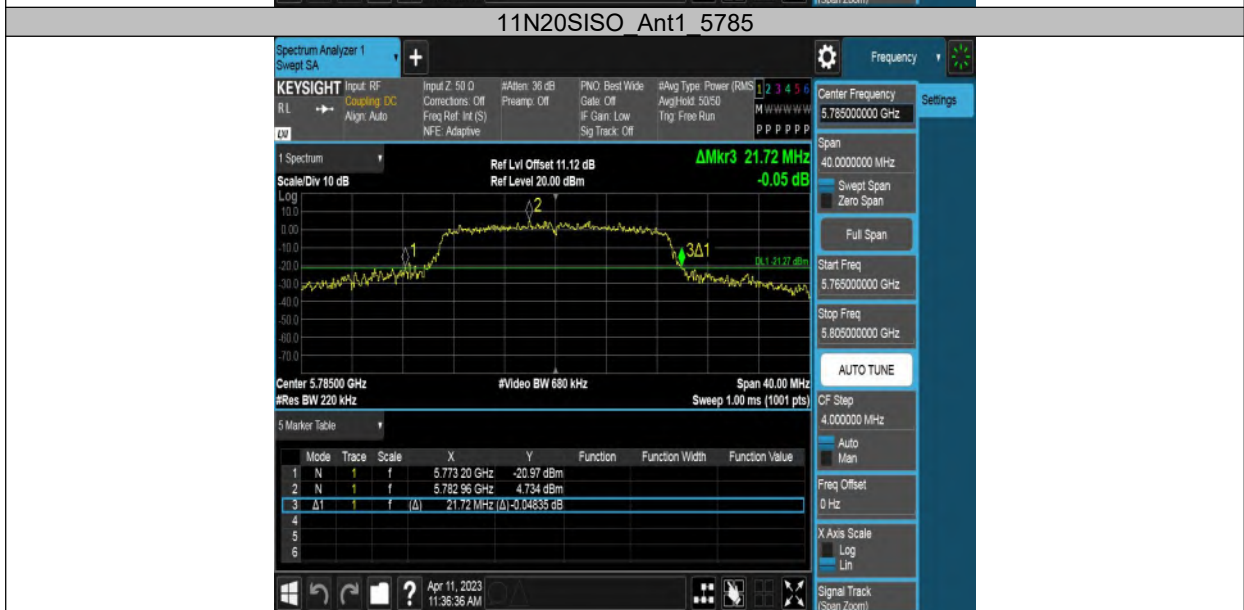 (Span Zoom)
11N20SISO_Ant1_5785
Spectrum Analyzer 1
Swept SA
Frequency
KEYSIGHT
RL
Input: RF
Coupling: DC
Align: Auto
Input Z: 50 Ω
Corrections: Off
Freq Ref: Int (S)
NFE: Adaptive
#Atten: 36 dB
Preamp: Off
PNO: Best Wide
Gate: Off
IF Gain: Low
Sig Track: Off
#Avg Type: Power (RMS
Avg|Hold: 50/50
Trig: Free Run
1 2 3 4 5 6
M W W W W W
P P P P P P
1 Spectrum
Scale/Div 10 dB
Log
Ref Lvl Offset 11.12 dB
Ref Level 20.00 dBm
ΔMkr3 21.72 MHz
-0.05 dB
10.0
0.00
-10.0
-20.0
-30.0
-40.0
-50.0
-60.0
-70.0
1
2
3Δ1
DL1 -21.27 dBm
Center 5.78500 GHz
#Res BW 220 kHz
#Video BW 680 kHz
Span 40.00 MHz
Sweep 1.00 ms (1001 pts)
5 Marker Table
Mode Trace Scale X Y Function Function Width Function Value
1 N 1 f 5.773 20 GHz -20.97 dBm
2 N 1 f 5.782 96 GHz 4.734 dBm
3 Δ1 1 f (Δ) 21.72 MHz (Δ) -0.04835 dB
4
5
6
?
Apr 11, 2023
11:36:36 AM
Center Frequency
5.785000000 GHz
Settings
Span
40.0000000 MHz
Swept Span
Zero Span
Full Span
Start Freq
5.765000000 GHz
Stop Freq
5.805000000 GHz
AUTO TUNE
CF Step
4.000000 MHz
Auto
Man
Freq Offset
0 Hz
X Axis Scale
Log
Lin
Signal Track
(Span Zoom)